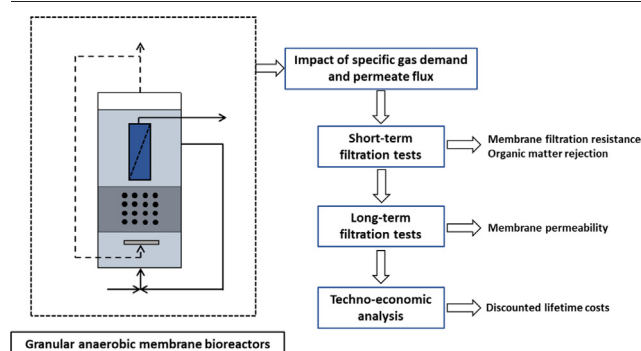 Impact of specific gas demand
and permeate flux
Short-term
filtration tests
Membrane filtration resistance
Organic matter rejection
Long-term
filtration tests
Membrane permeability
Techno-economic
analysis
Discounted lifetime costs
Granular anaerobic membrane bioreactors